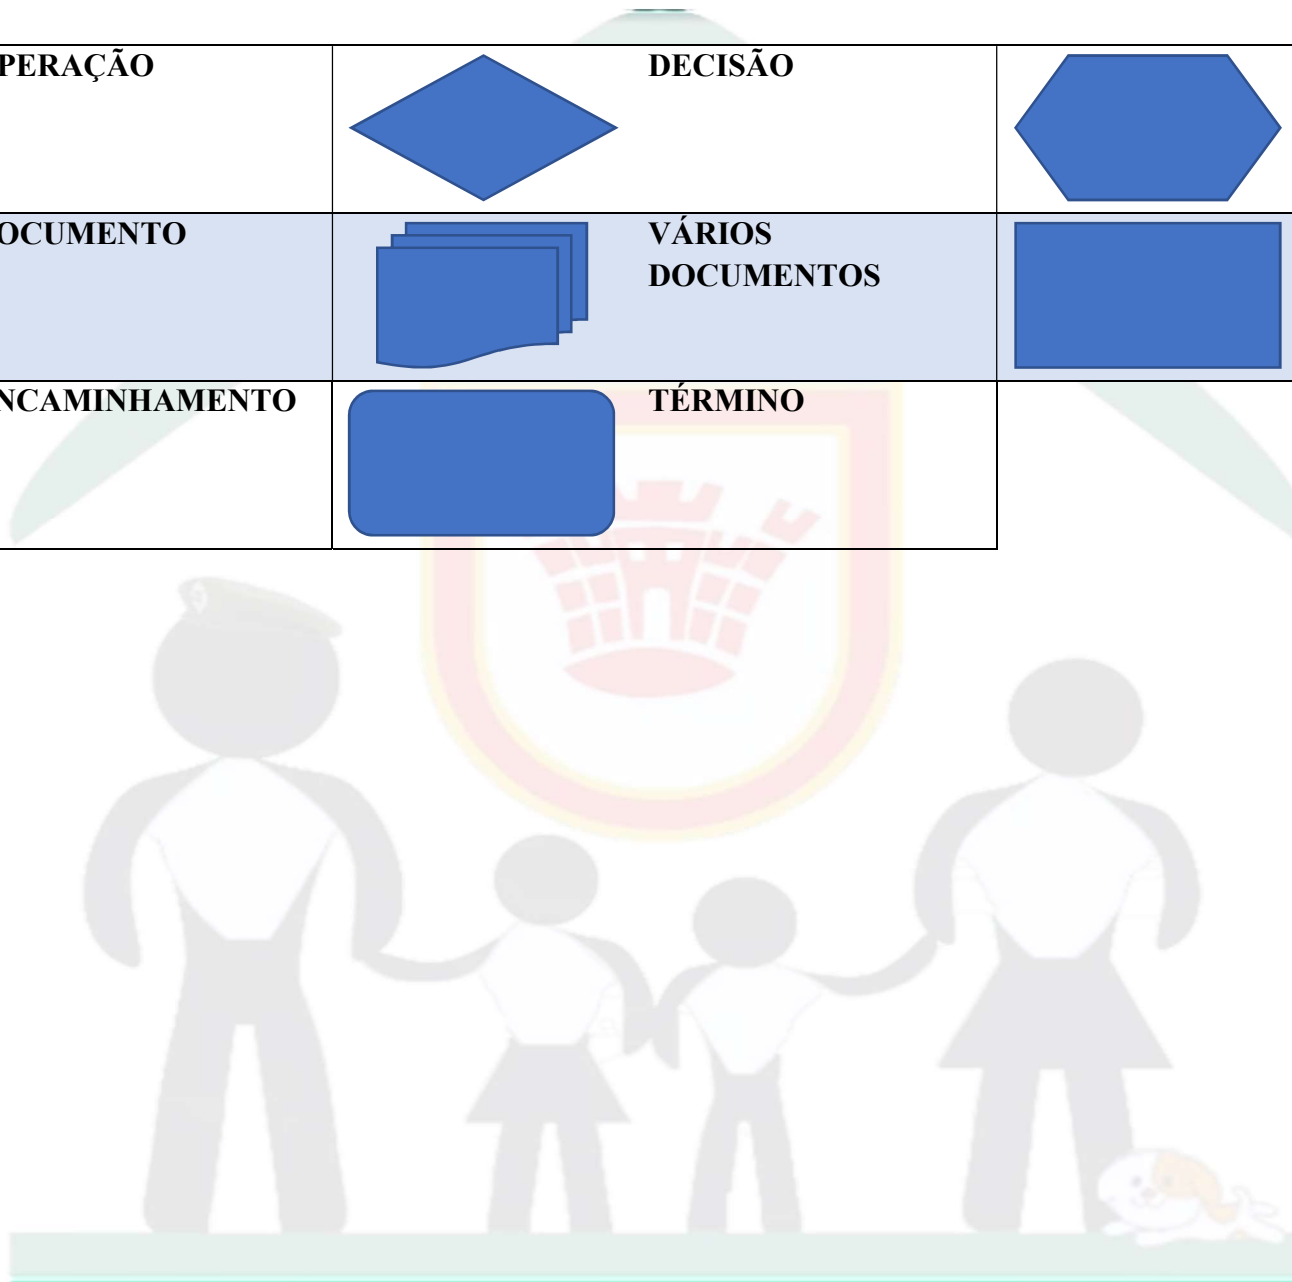 PERAÇÃO
DECISÃO
OCUMENTO
VÁRIOS
DOCUMENTOS
NCAMINHAMENTO
TÉRMINO